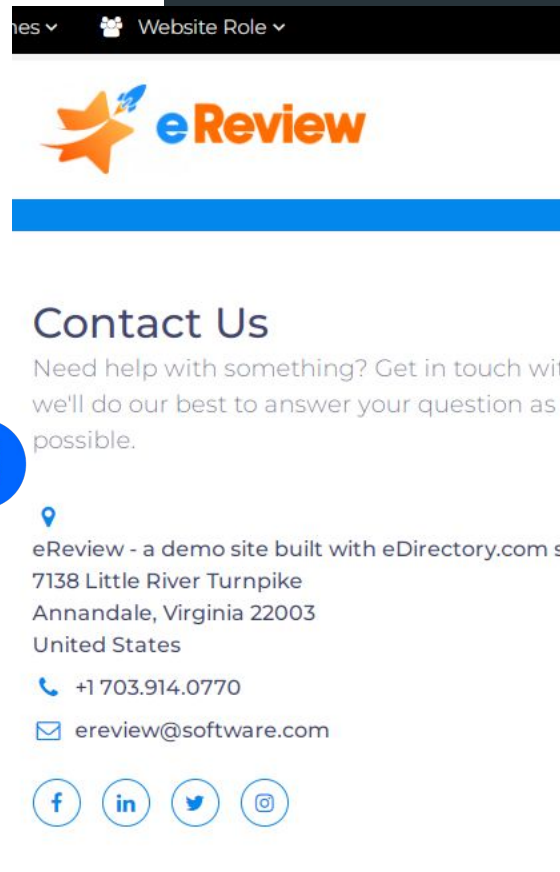 Website Role
eReview
Contact Us
Need help with something? Get in touch
we'll do our best to answer your question as
possible.
eReview - a demo site built with eDirectory.com
7138 Little River Turnpike
Annandale, Virginia 22003
United States
+1 703.914.0770
ereview@software.com